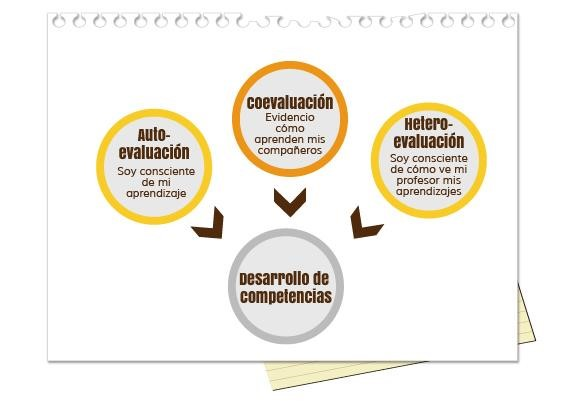 Auto-
evaluación
Soy consciente
de mi
aprendizaje
Coevaluación
Evidencio
cómo
aprenden mis
compañeros
Hetero-
evaluación
Soy consciente
de cómo ve mi
profesor mis
aprendizajes
Desarrollo de
competencias